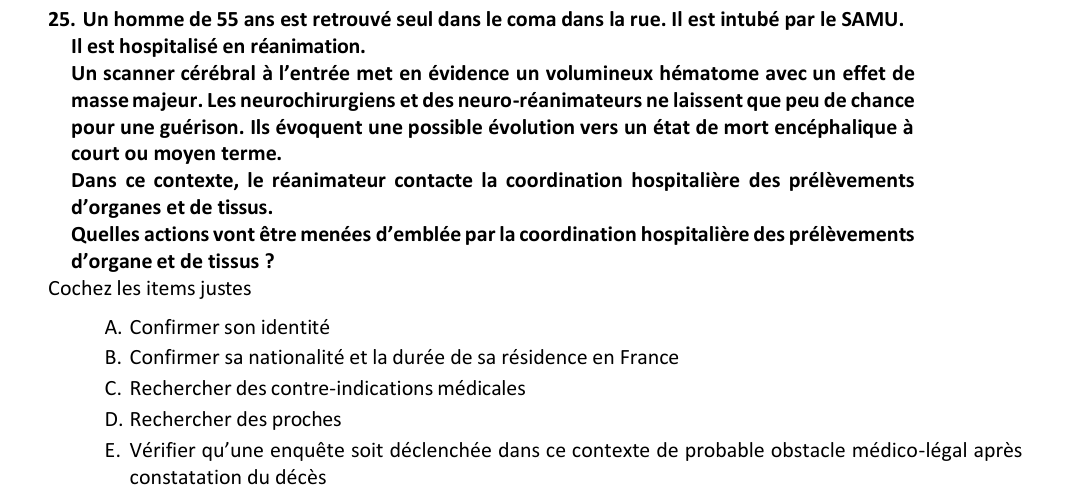 25. Un homme de 55 ans est retrouvé seul dans le coma dans la rue. Il est intubé par le SAMU.
Il est hospitalisé en réanimation.
Un scanner cérébral à l’entrée met en évidence un volumineux hématome avec un effet de
masse majeur. Les neurochirurgiens et des neuro-réanimateurs ne laissent que peu de chance
pour une guérison. Ils évoquent une possible évolution vers un état de mort encéphalique à
court ou moyen terme.
Dans ce contexte, le réanimateur contacte la coordination hospitalière des prélèvements
d’organes et de tissus.
Quelles actions vont être menées d’emblée par la coordination hospitalière des prélèvements
d’organe et de tissus ?
Cochez les items justes
A. Confirmer son identité
B. Confirmer sa nationalité et la durée de sa résidence en France
C. Rechercher des contre-indications médicales
D. Rechercher des proches
E. Vérifier qu’une enquête soit déclenchée dans ce contexte de probable obstacle médico-légal après
constatation du décès